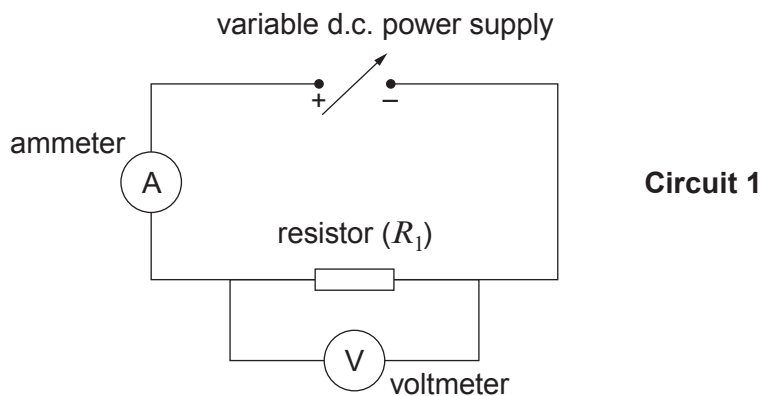 variable d.c. power supply
+ –
ammeter
A
Circuit 1
resistor (R₁)
V
voltmeter